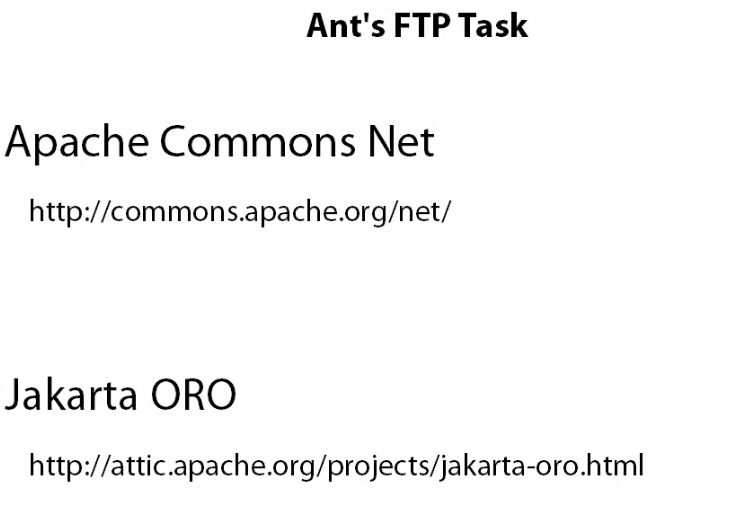 Ant's FTP Task
Apache Commons Net
http://commons.apache.org/net/
Jakarta ORO
http://attic.apache.org/projects/jakarta-oro.html